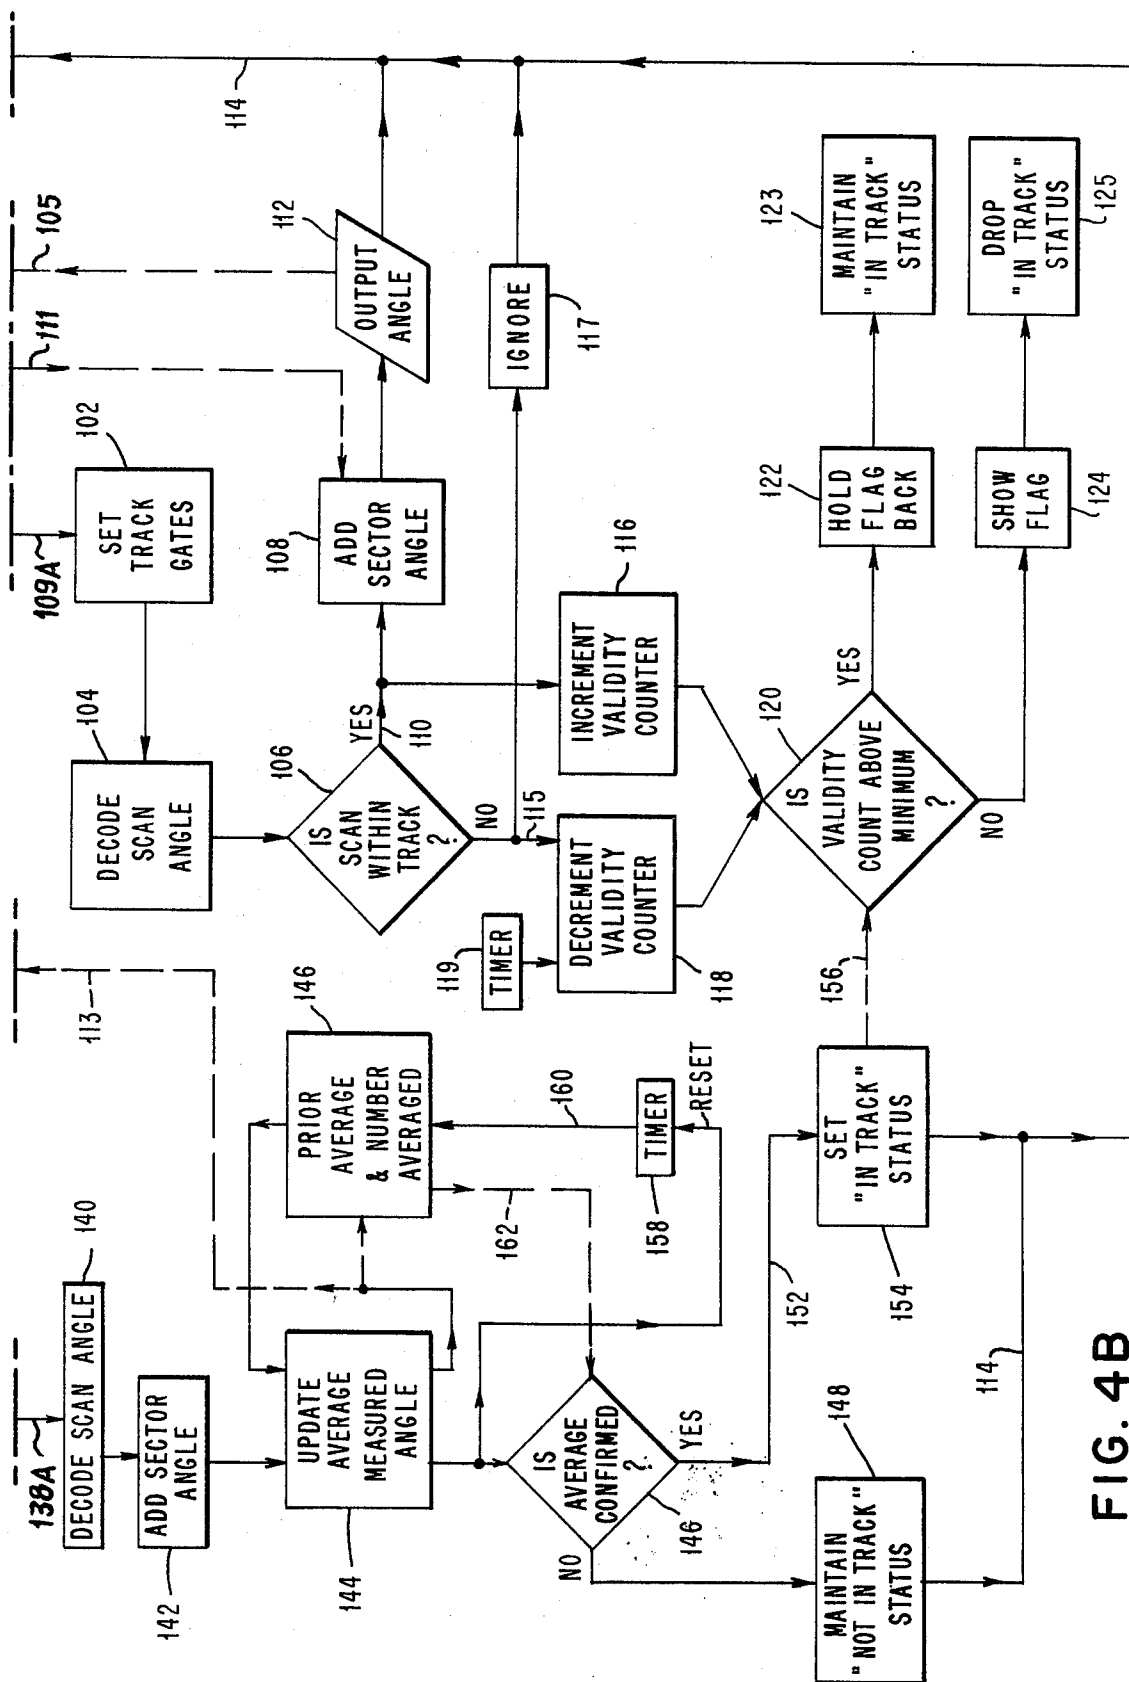 138A
140
DECODE SCAN ANGLE
142
ADD SECTOR
ANGLE
144
UPDATE
AVERAGE
MEASURED
ANGLE
113
146
PRIOR
AVERAGE
& NUMBER
AVERAGED
162
160
158
TIMER
RESET
IS
AVERAGE
CONFIRMED
?
146
NO
YES
148
MAINTAIN
"NOT IN TRACK"
STATUS
152
154
SET
"IN TRACK"
STATUS
156
114
109A
102
SET
TRACK
GATES
104
DECODE
SCAN
ANGLE
106
IS
SCAN
WITHIN
TRACK
?
YES
110
NO
115
108
ADD
SECTOR
ANGLE
111
105
112
OUTPUT
ANGLE
114
IGNORE
117
116
INCREMENT
VALIDITY
COUNTER
119
TIMER
DECREMENT
VALIDITY
COUNTER
118
120
IS
VALIDITY
COUNT ABOVE
MINIMUM
?
YES
NO
122
HOLD
FLAG
BACK
123
MAINTAIN
"IN TRACK"
STATUS
SHOW
FLAG
124
DROP
"IN TRACK"
STATUS
125
FIG. 4B